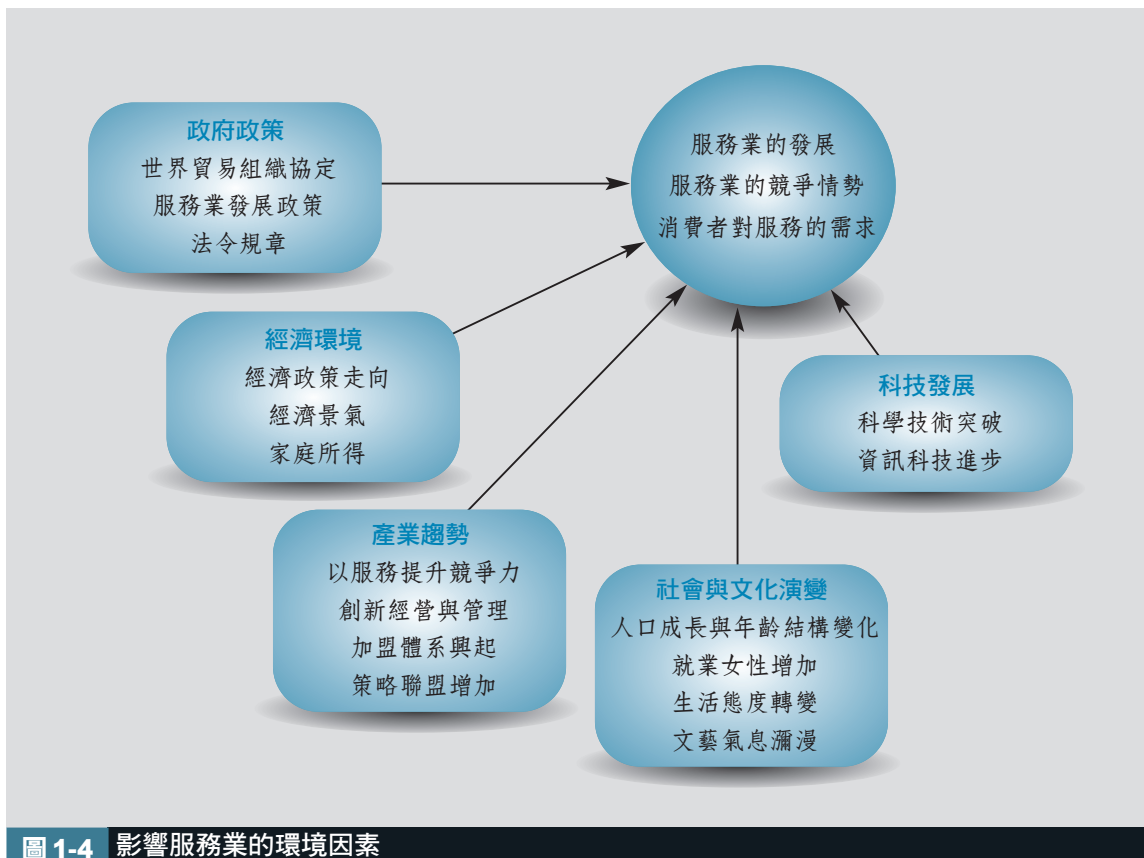 政府政策
世界貿易組織協定
服務業發展政策
法令規章
服務業的發展
服務業的競爭情勢
消費者對服務的需求
經濟環境
經濟政策走向
經濟景氣
家庭所得
科技發展
科學技術突破
資訊科技進步
產業趨勢
以服務提升競爭力
創新經營與管理
加盟體系興起
策略聯盟增加
社會與文化演變
人口成長與年齡結構變化
就業女性增加
生活態度轉變
文藝氣息瀰漫
圖 1-4 影響服務業的環境因素